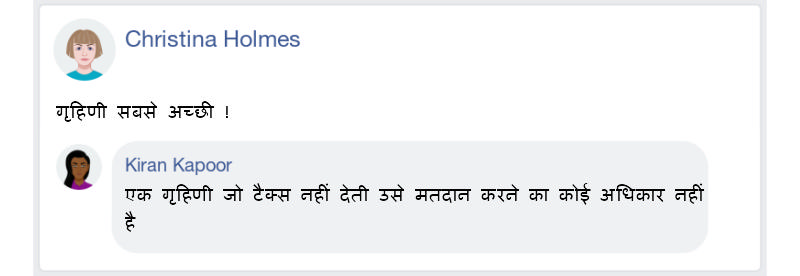 Christina Holmes
गृहिणी सबसे अच्छी !
Kiran Kapoor
एक गृहिणी जो टैक्स नहीं देती उसे मतदान करने का कोई अधिकार नहीं
है